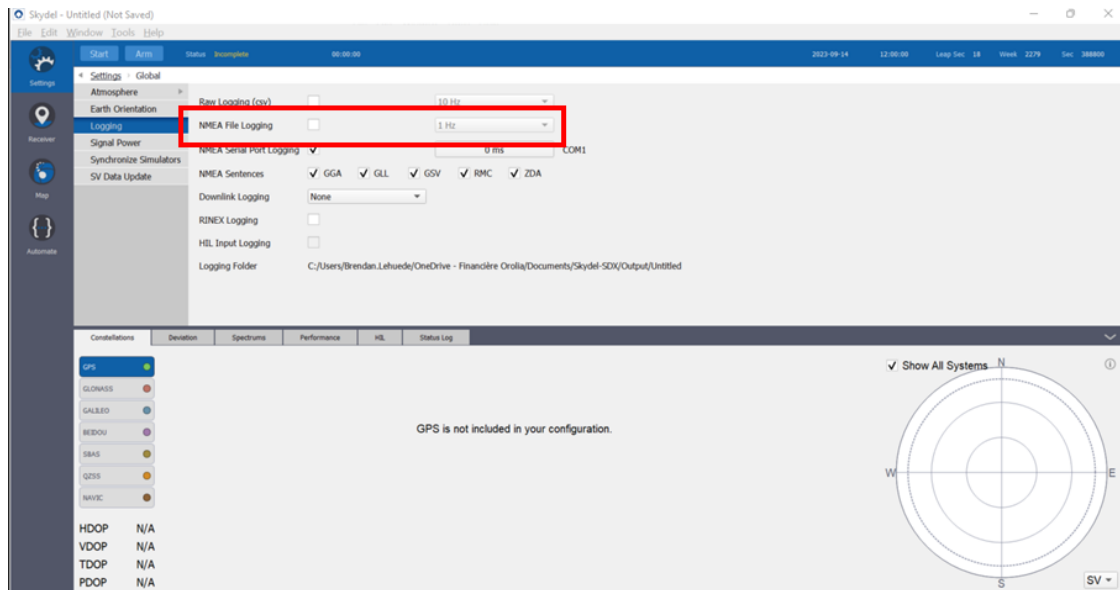 Skydel - Untitled (Not Saved)
File Edit Window Tools Help
Start Arm Status Incomplete 00:00:00 2023-09-14 12:00:00 Leap Sec 18 Week 2279 Sec 388800
Settings
Receiver
Map
Automate
Settings > Global
Atmosphere
Earth Orientation
Logging
Signal Power
Synchronize Simulators
SV Data Update
Raw Logging (csv) 10 Hz
NMEA File Logging 1 Hz
NMEA Serial Port Logging 0 ms COM1
NMEA Sentences GGA GLL GSV RMC ZDA
Downlink Logging None
RINEX Logging
HIL Input Logging
Logging Folder C:/Users/Brendan.Lehuede/OneDrive - Financière Orolia/Documents/Skydel-SDX/Output/Untitled
Constellations Deviation Spectrums Performance HIL Status Log
GPS
GLONASS
GALILEO
BEIDOU
SBAS
QZSS
NAVIC
HDOP N/A
VDOP N/A
TDOP N/A
PDOP N/A
GPS is not included in your configuration.
Show All Systems
N
W
E
S
SV